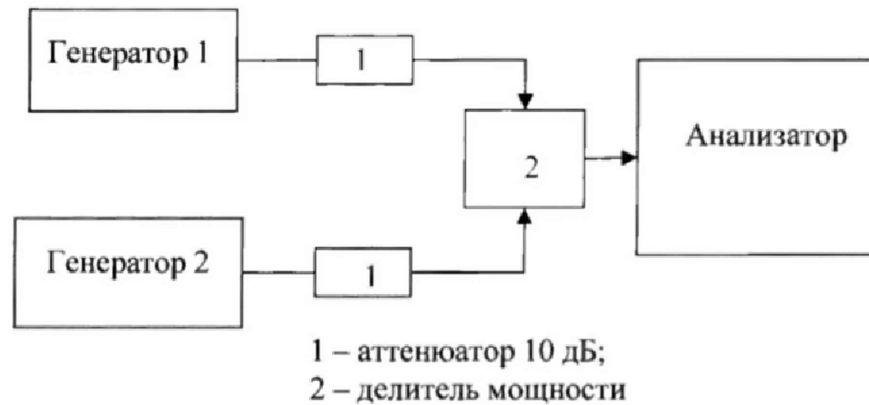 Генератор 1
1
Анализатор
2
Генератор 2
1
1 – аттенюатор 10 дБ;
2 – делитель мощности